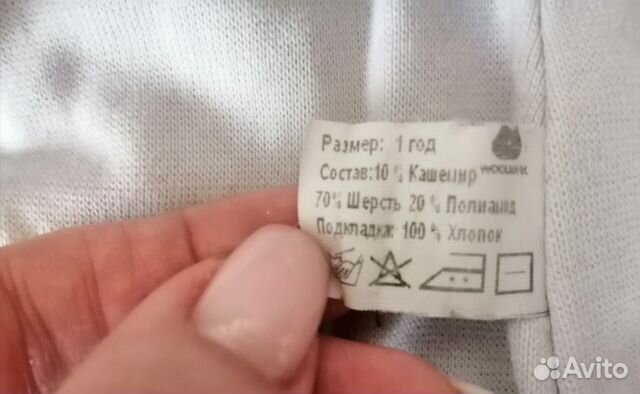 Размер: 1 год
Состав:10 % Кашемир
70% Шерсть 20 % Полиамид
Подкладка: 100 % Хлопок
Avito